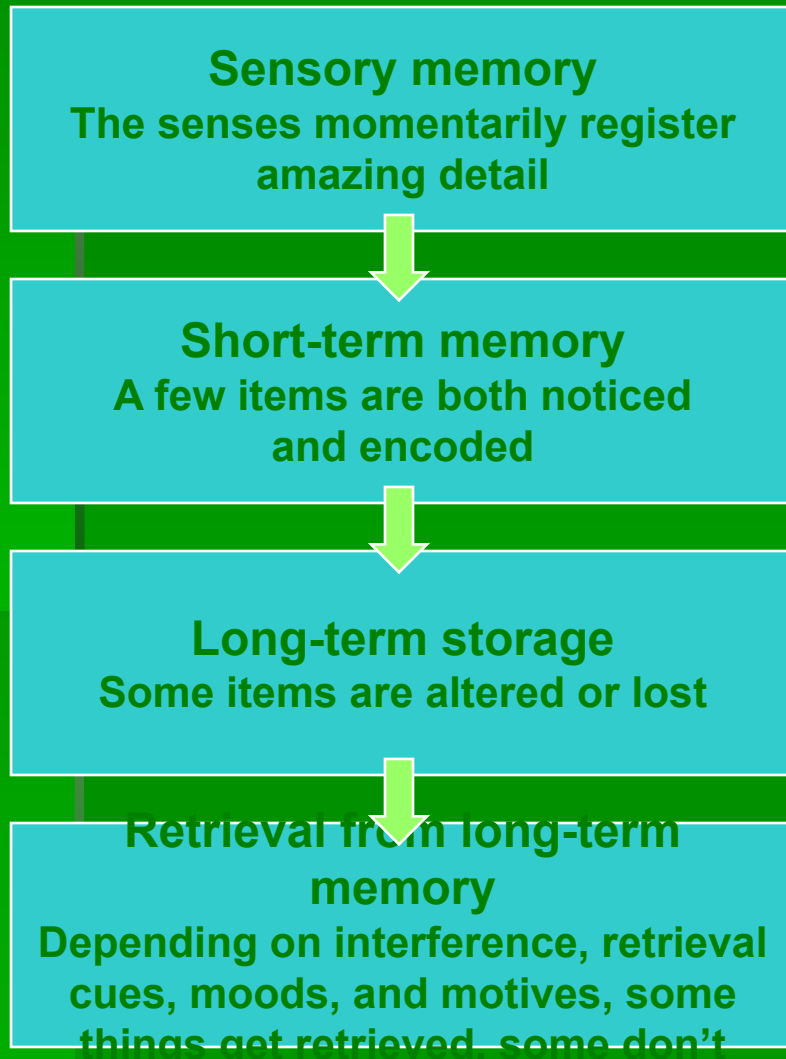 Sensory memory
The senses momentarily register
amazing detail
Short-term memory
A few items are both noticed
and encoded
Long-term storage
Some items are altered or lost
Retrieval from long-term
memory
Depending on interference, retrieval
cues, moods, and motives, some
things get retrieved, some don’t